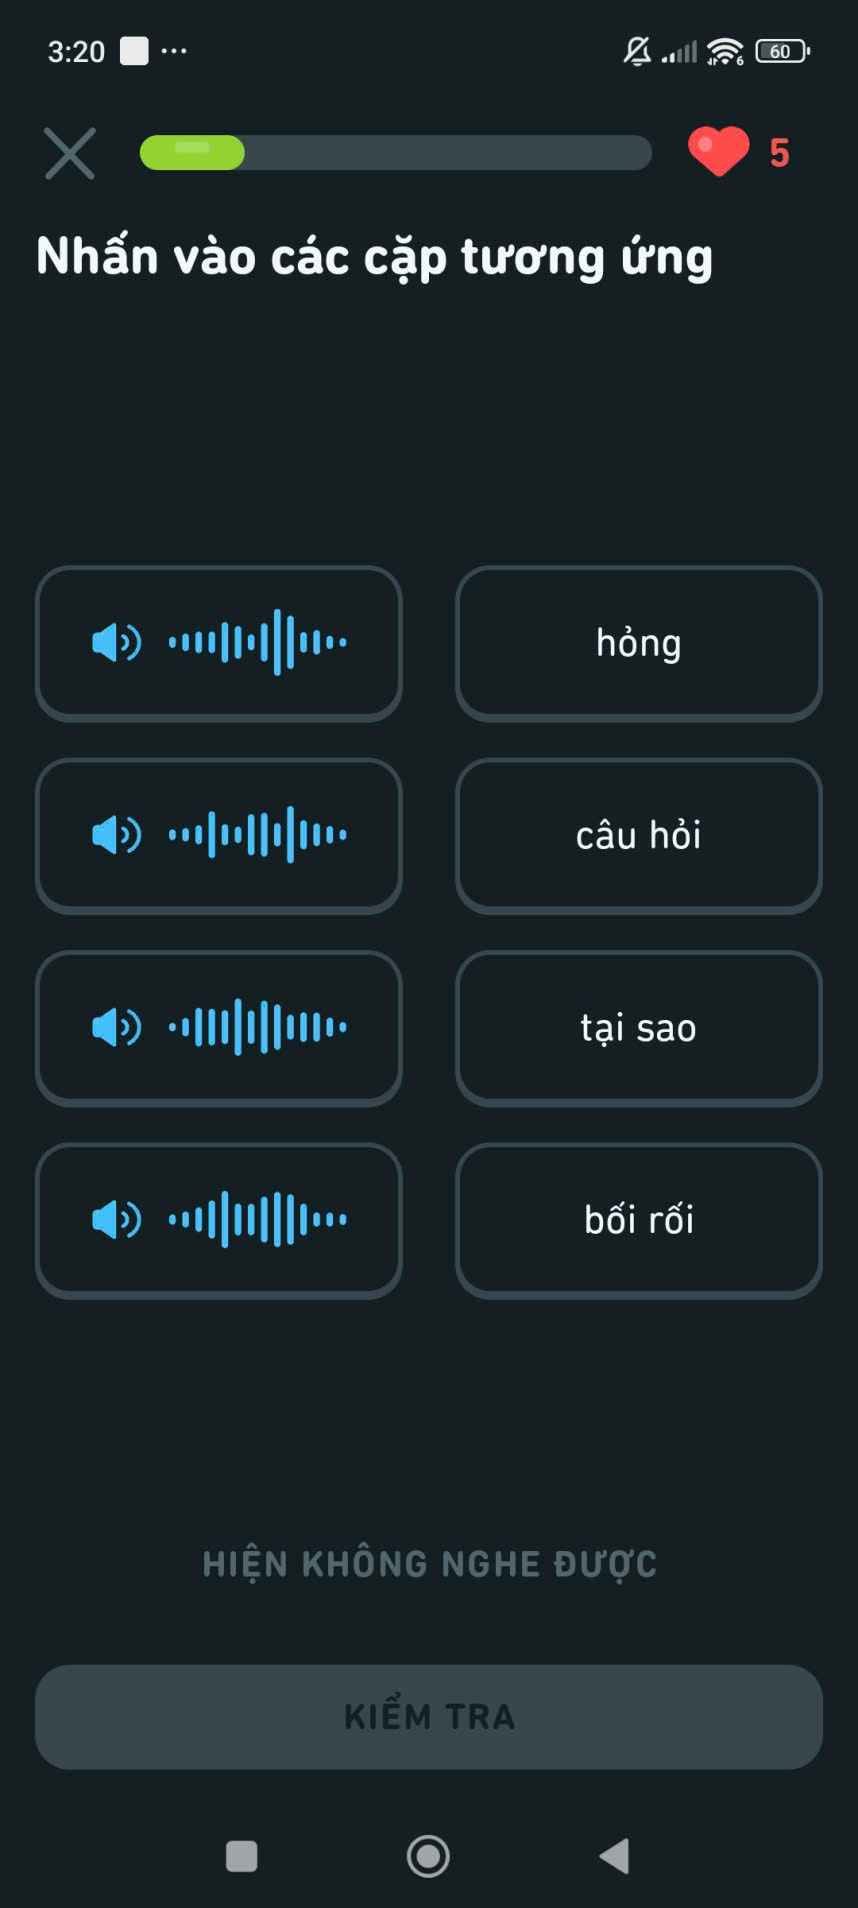 3:20 ... 6 60
5
Nhấn vào các cặp tương ứng
hỏng
câu hỏi
tại sao
bối rối
HIỆN KHÔNG NGHE ĐƯỢC
KIỂM TRA